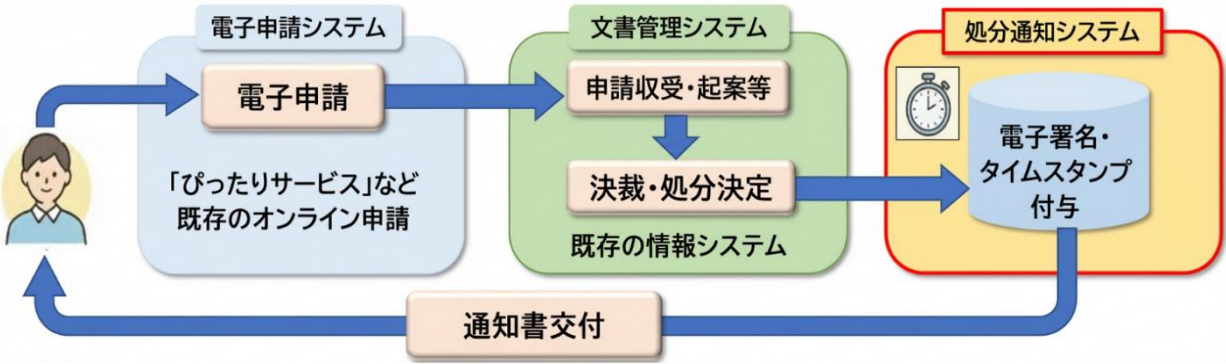 電子申請システム
電子申請
「ぴったりサービス」など
既存のオンライン申請
文書管理システム
申請収受・起案等
決裁・処分決定
既存の情報システム
処分通知システム
電子署名・
タイムスタンプ
付与
通知書交付